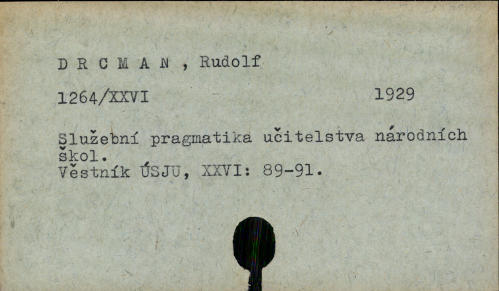 D R C M A N , Rudolf
1264/XXVI 1929
Služební pragmatika učitelstva národních
škol.
Věstník ÚSJU, XXVI: 89-91.